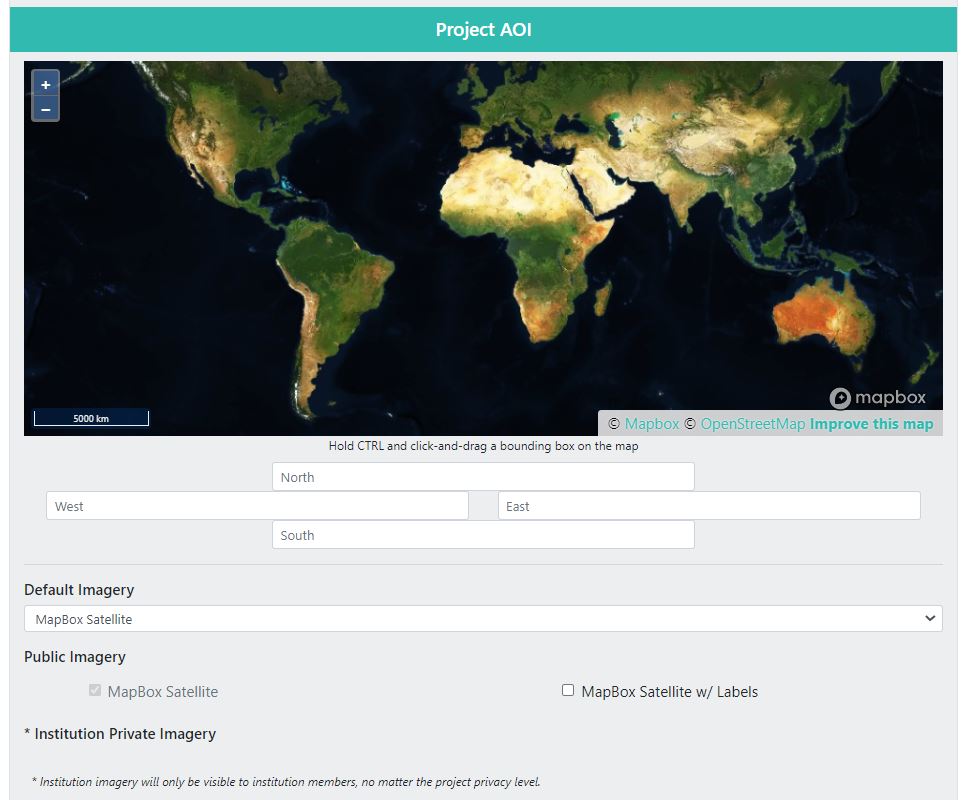 Project AOI
+
−
5000 km
mapbox
© Mapbox © OpenStreetMap Improve this map
Hold CTRL and click-and-drag a bounding box on the map
North
West
East
South
Default Imagery
MapBox Satellite
Public Imagery
MapBox Satellite
MapBox Satellite w/ Labels
* Institution Private Imagery
* Institution imagery will only be visible to institution members, no matter the project privacy level.